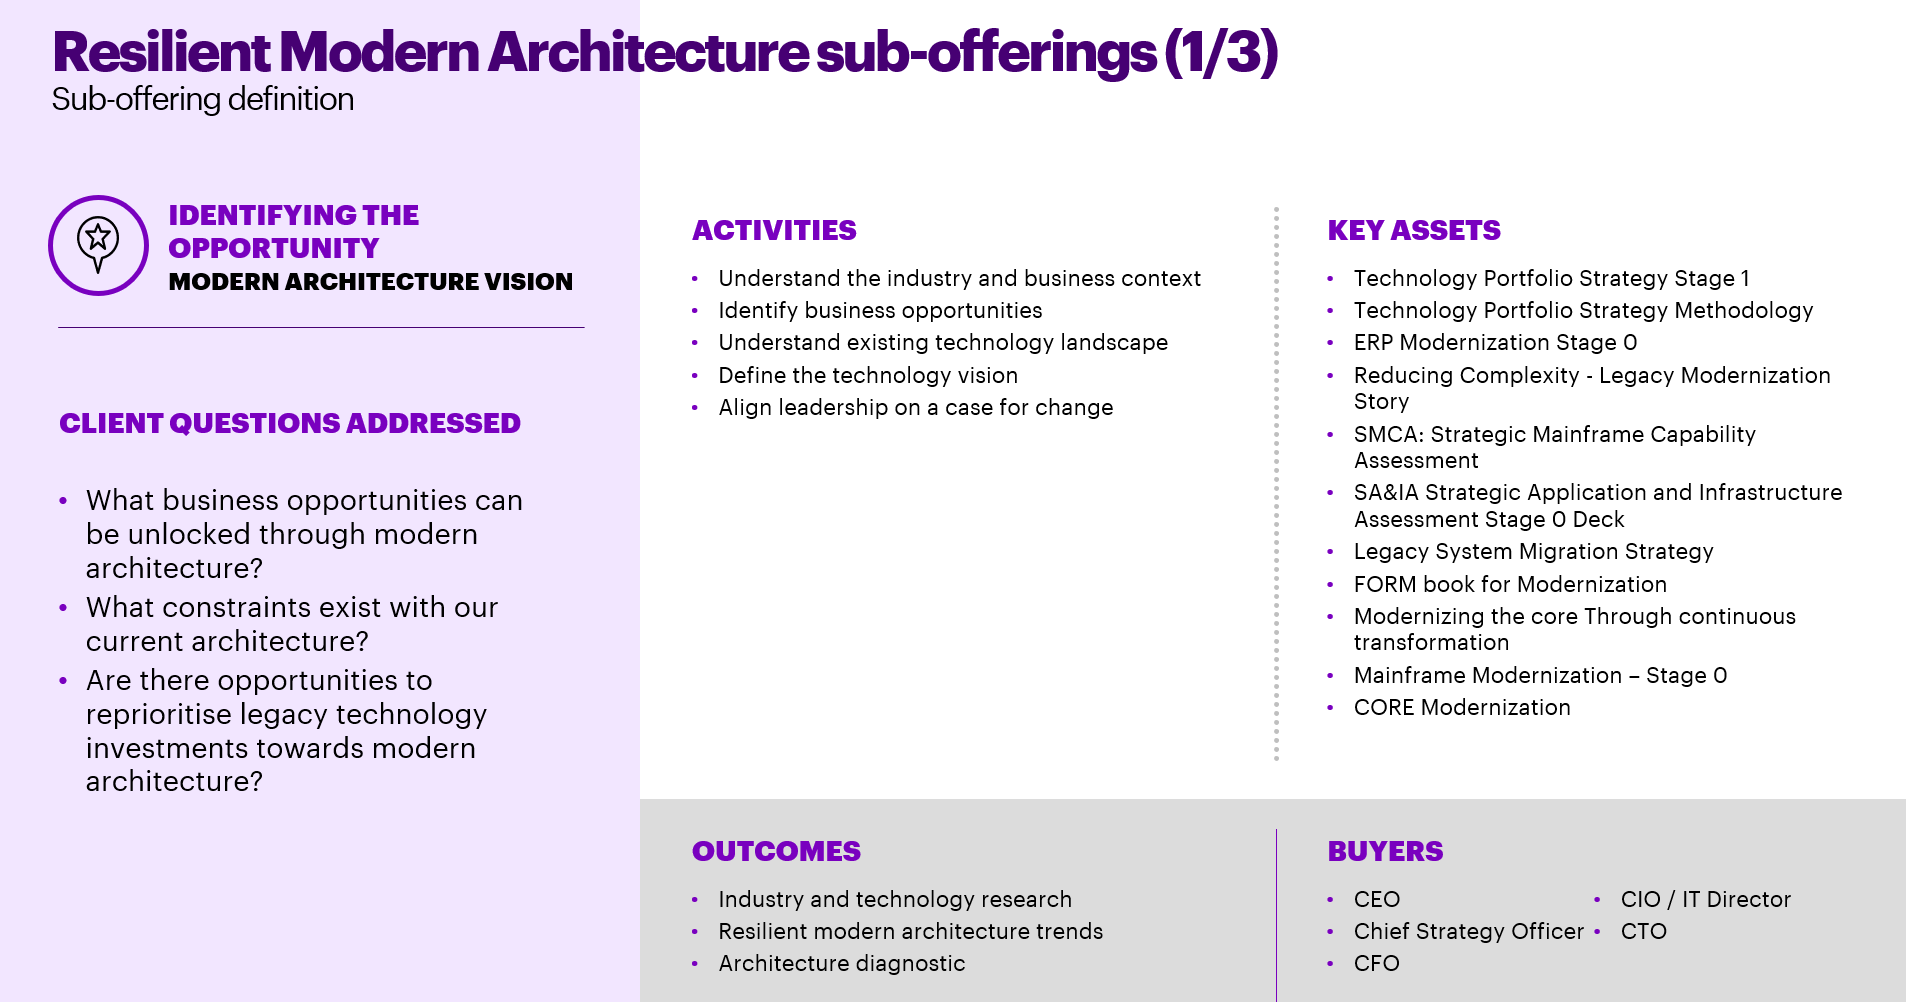 Resilient Modern Architecture sub-offerings (1/3)
Sub-offering definition
IDENTIFYING THE
OPPORTUNITY
MODERN ARCHITECTURE VISION
CLIENT QUESTIONS ADDRESSED
• What business opportunities can
be unlocked through modern
architecture?
• What constraints exist with our
current architecture?
• Are there opportunities to
reprioritise legacy technology
investments towards modern
architecture?
ACTIVITIES
• Understand the industry and business context
• Identify business opportunities
• Understand existing technology landscape
• Define the technology vision
• Align leadership on a case for change
KEY ASSETS
• Technology Portfolio Strategy Stage 1
• Technology Portfolio Strategy Methodology
• ERP Modernization Stage 0
• Reducing Complexity - Legacy Modernization
Story
• SMCA: Strategic Mainframe Capability
Assessment
• SA&IA Strategic Application and Infrastructure
Assessment Stage 0 Deck
• Legacy System Migration Strategy
• FORM book for Modernization
• Modernizing the core Through continuous
transformation
• Mainframe Modernization – Stage 0
• CORE Modernization
OUTCOMES
• Industry and technology research
• Resilient modern architecture trends
• Architecture diagnostic
BUYERS
• CEO
• Chief Strategy Officer
• CFO
• CIO / IT Director
• CTO